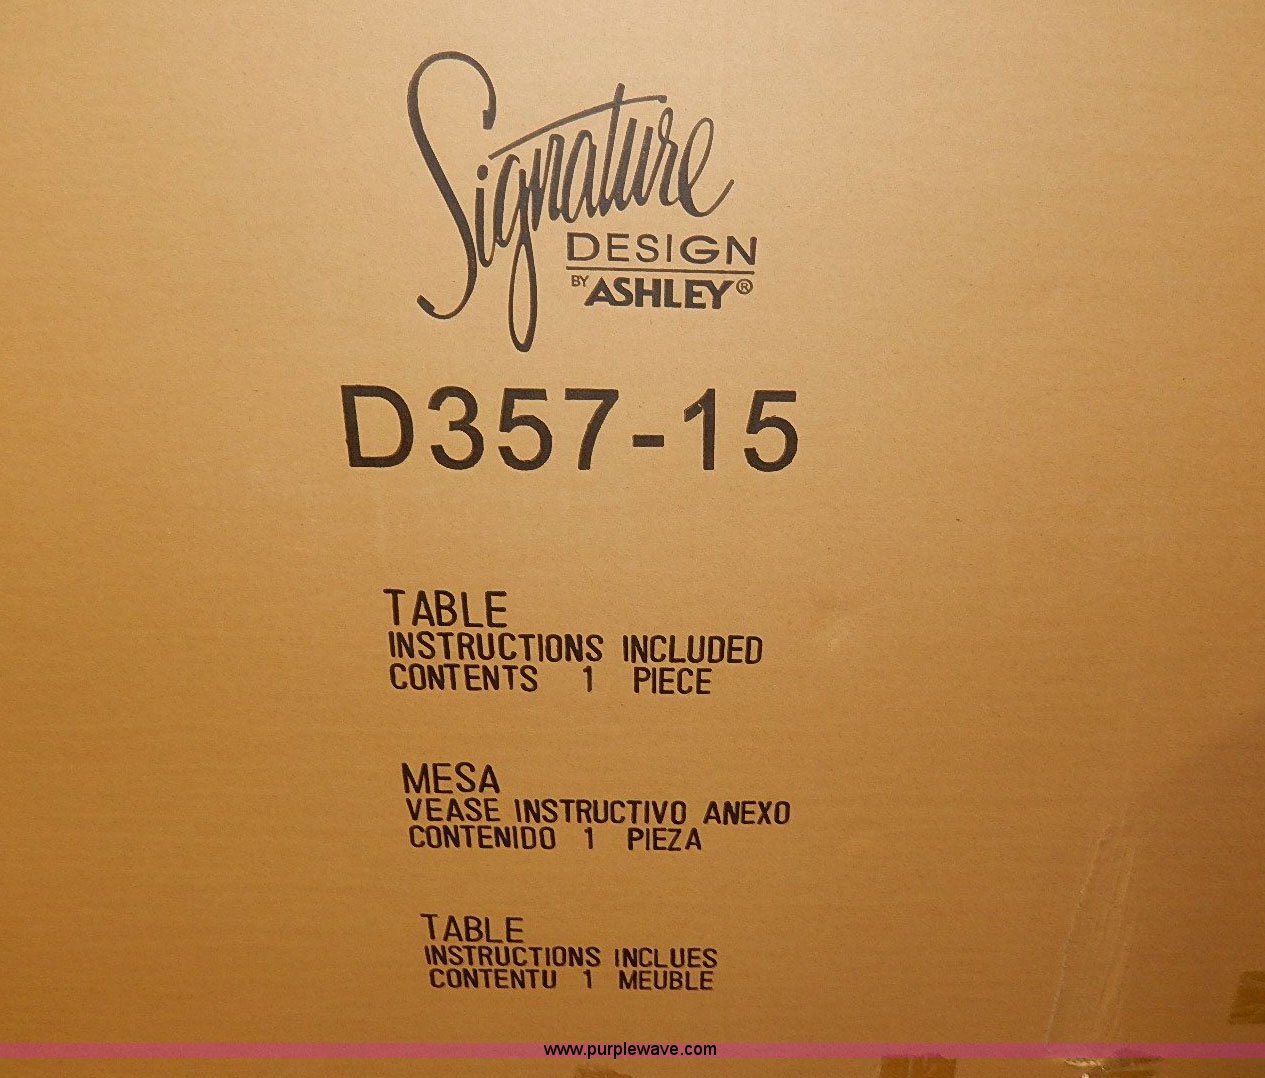 Signature
DESIGN
BY ASHLEY®
D357-15
TABLE
INSTRUCTIONS INCLUDED
CONTENTS 1 PIECE
MESA
VEASE INSTRUCTIVO ANEXO
CONTENIDO 1 PIEZA
TABLE
INSTRUCTIONS INCLUES
CONTENTU 1 MEUBLE
www.purplewave.com